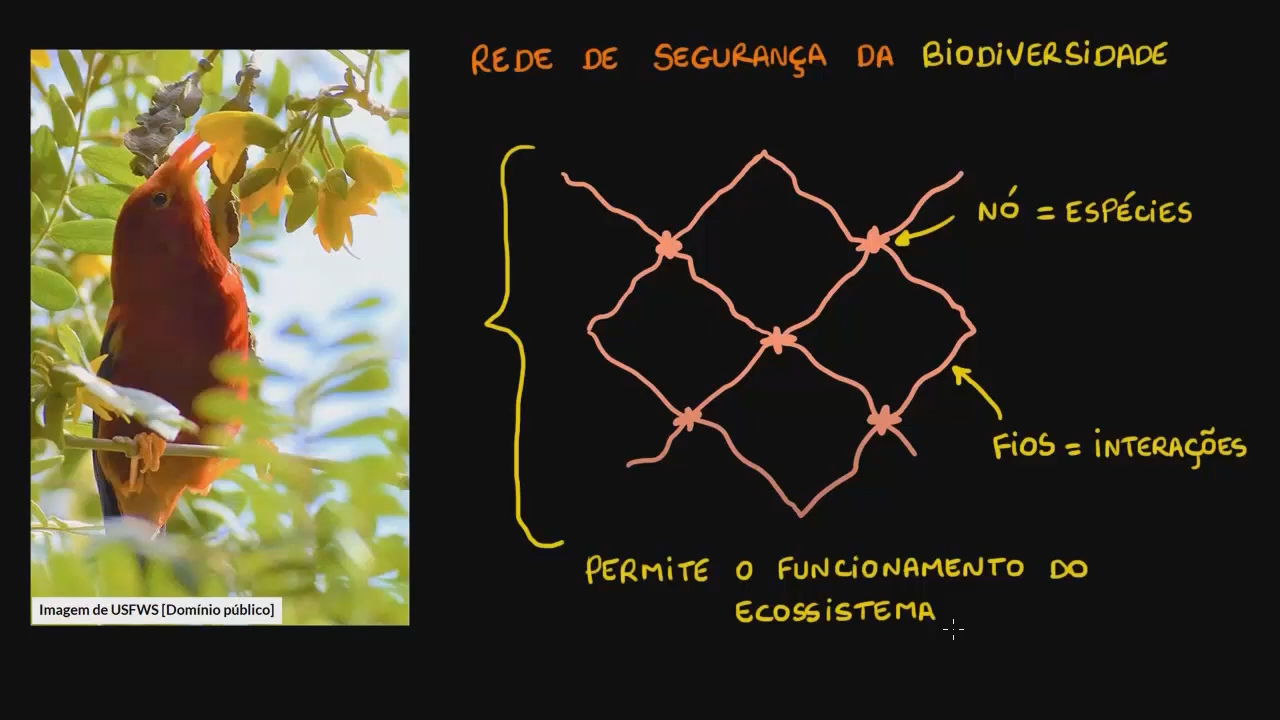 REDE DE SEGURANÇA DA BIODIVERSIDADE
NÓ = ESPÉCIES
FIOS = INTERAÇÕES
PERMITE O FUNCIONAMENTO DO
ECOSSISTEMA
Imagem de USFWS [Domínio público]